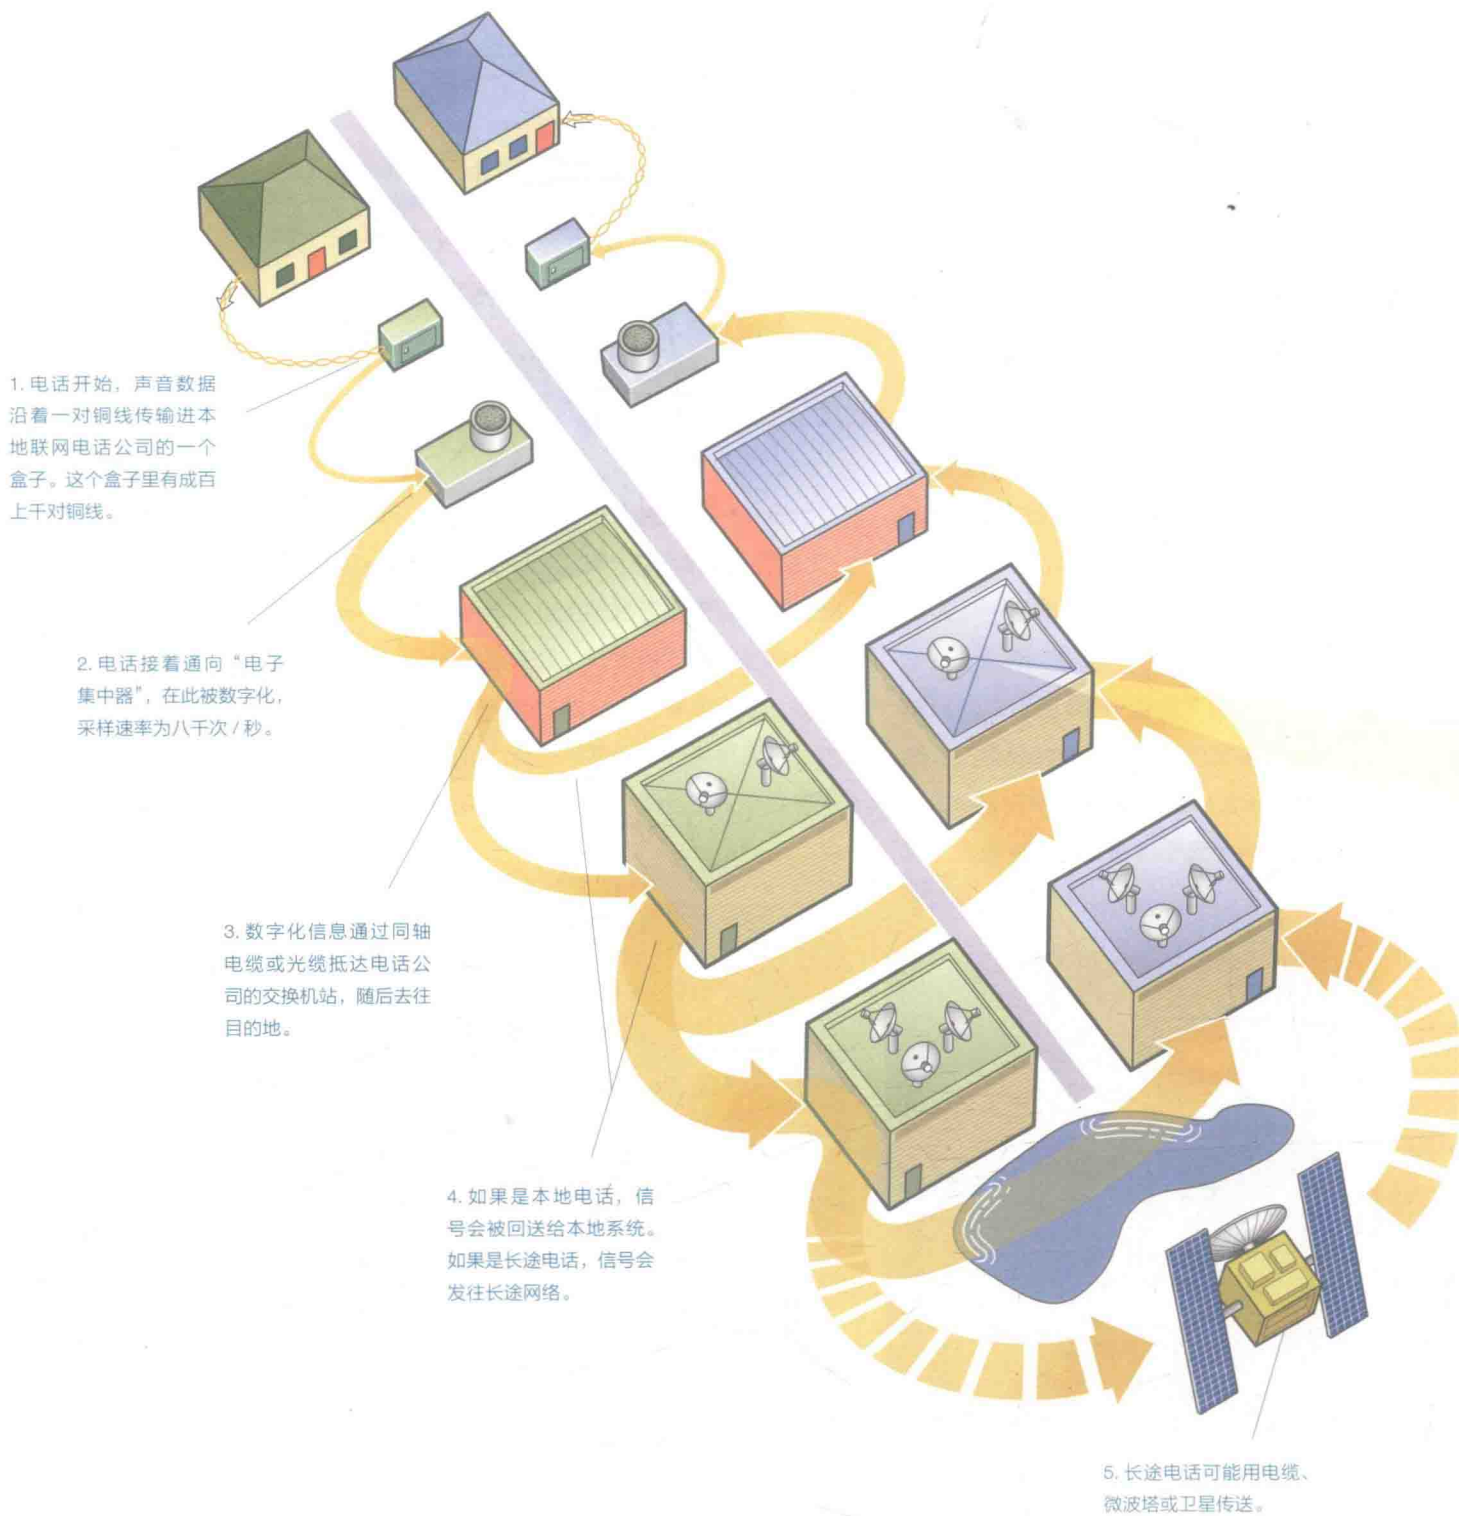 1. 电话开始，声音数据
沿着一对铜线传输进本
地联网电话公司的一个
盒子。这个盒子里有成百
上千对铜线。
2. 电话接着通向“电子
集中器”，在此被数字化，
采样速率为八千次 / 秒。
3. 数字化信息通过同轴
电缆或光缆抵达电话公
司的交换机站，随后去往
目的地。
4. 如果是本地电话，信
号会被回送给本地系统。
如果是长途电话，信号会
发往长途网络。
5. 长途电话可能用电缆、
微波塔或卫星传送。